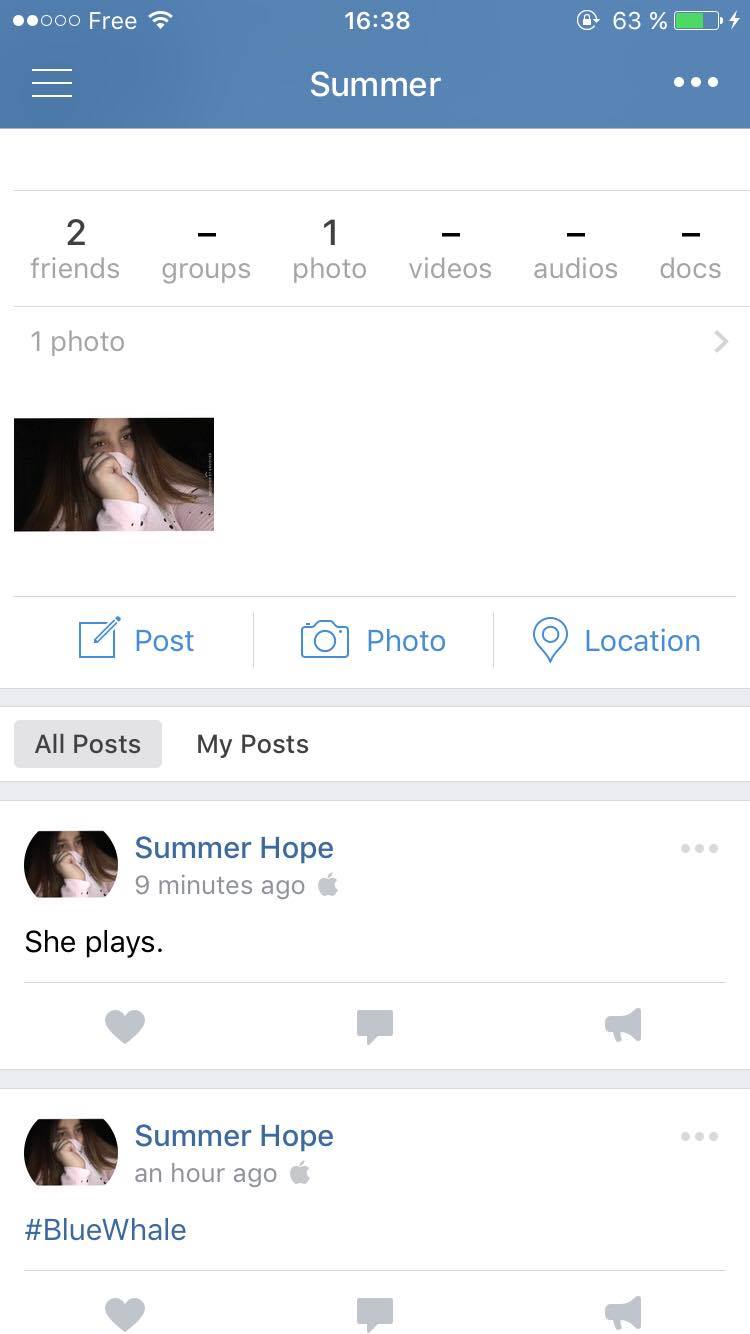 Free 16:38 63 %
Summer
2 – 1 – – –
friends groups photo videos audios docs
1 photo
Post Photo Location
All Posts My Posts
Summer Hope
9 minutes ago
She plays.
Summer Hope
an hour ago
#BlueWhale